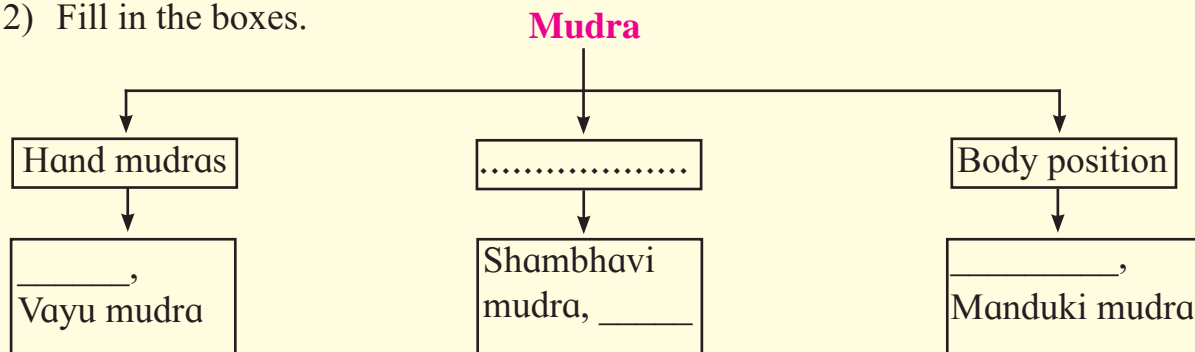 2) Fill in the boxes.
Mudra
Hand mudras
...................
Body position
______,
Vayu mudra
Shambhavi
mudra, _____
_________,
Manduki mudra